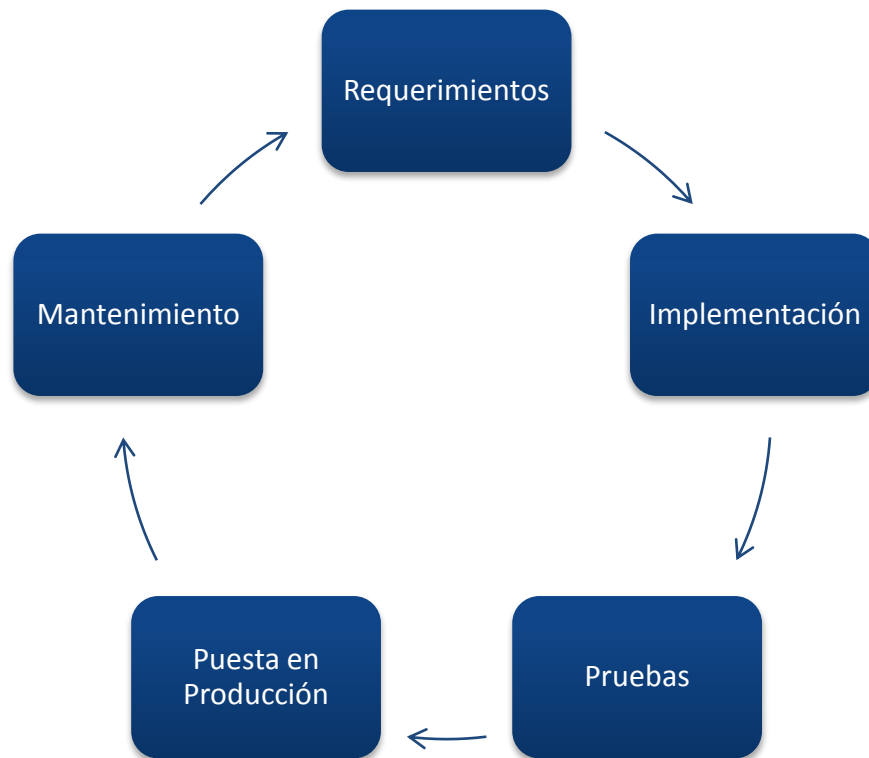 Requerimientos
Implementación
Pruebas
Puesta en
Producción
Mantenimiento